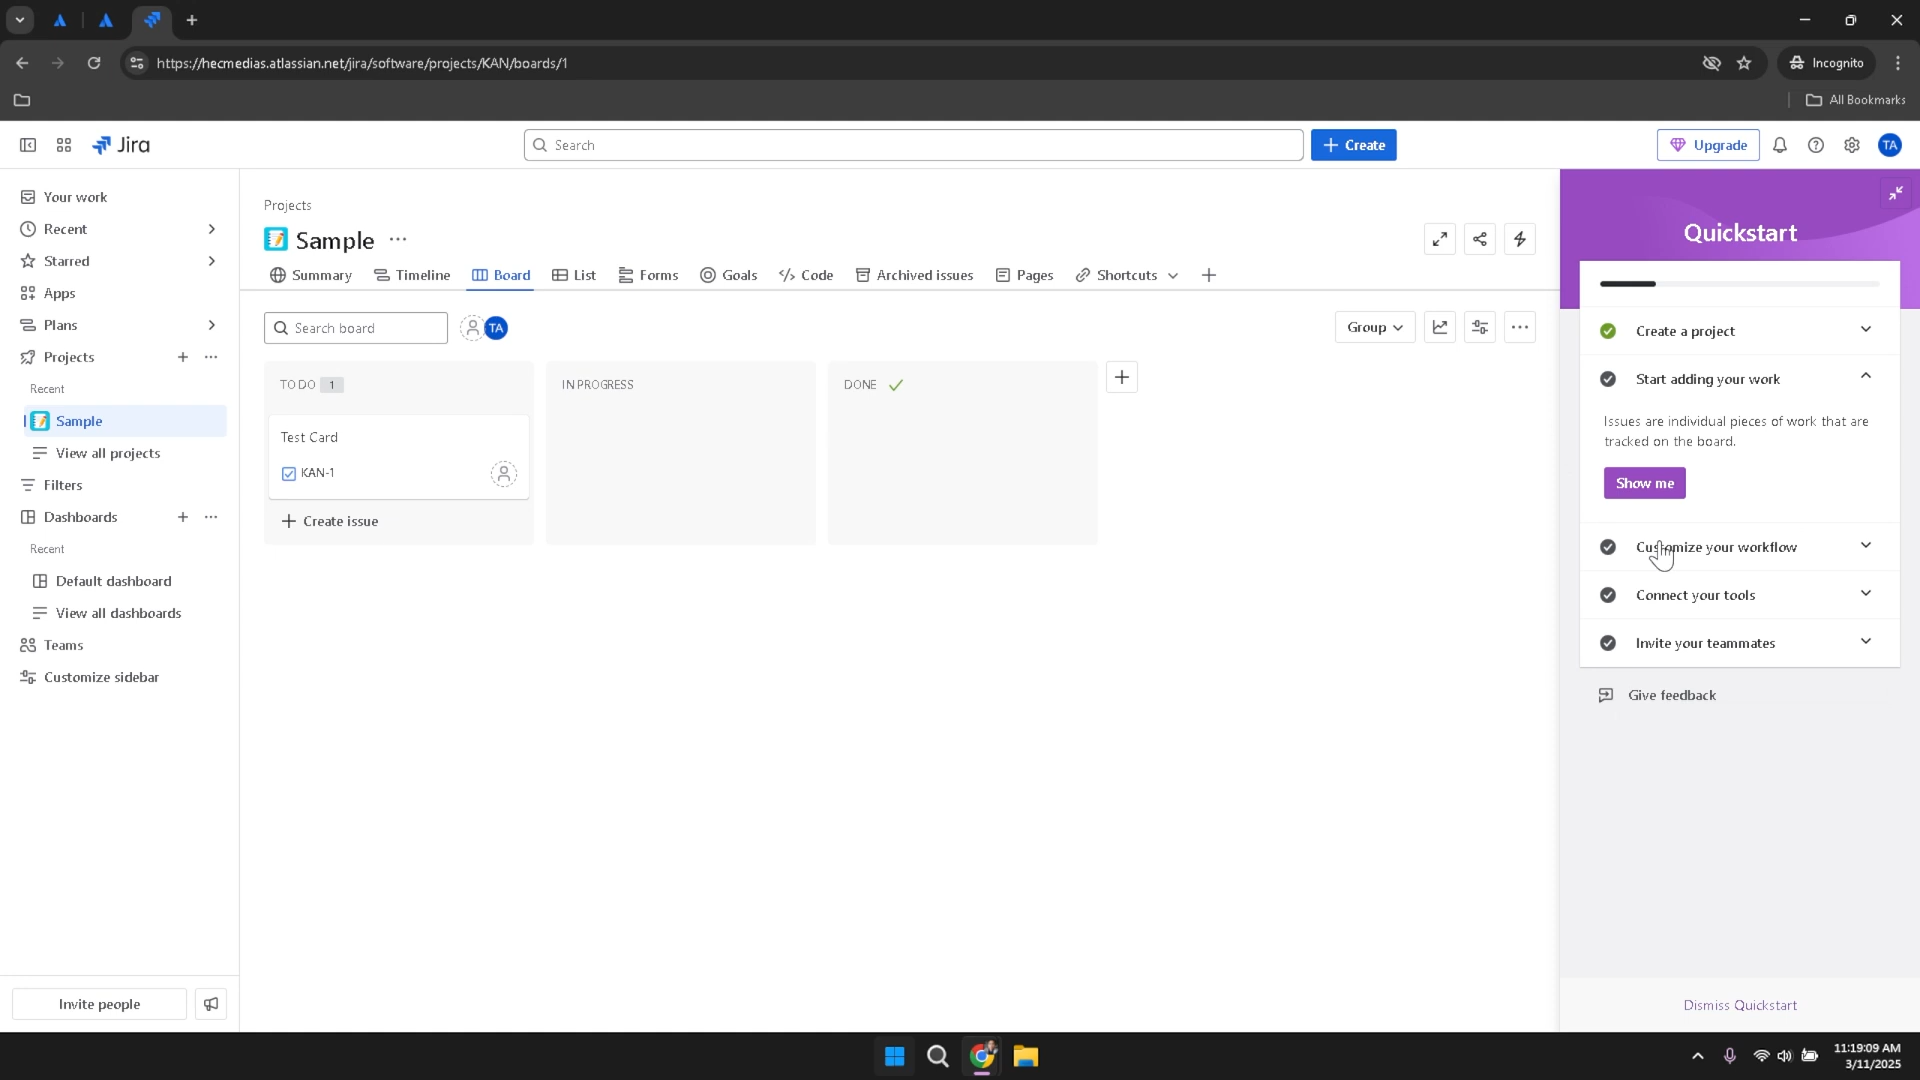 https://hecmedias.atlassian.net/jira/software/projects/KAN/boards/1
Incognito
All Bookmarks
Jira
Search
Create
Upgrade
TA
Your work
Recent
Starred
Apps
Plans
Projects
Recent
Sample
View all projects
Filters
Dashboards
Recent
Default dashboard
View all dashboards
Teams
Customize sidebar
Invite people
Projects
Sample
Summary
Timeline
Board
List
Forms
Goals
Code
Archived issues
Pages
Shortcuts
Search board
TA
Group
TO DO 1
IN PROGRESS
DONE
Test Card
KAN-1
Create issue
Quickstart
Create a project
Start adding your work
Issues are individual pieces of work that are
tracked on the board.
Show me
Customize your workflow
Connect your tools
Invite your teammates
Give feedback
Dismiss Quickstart
11:19:09 AM
3/11/2025